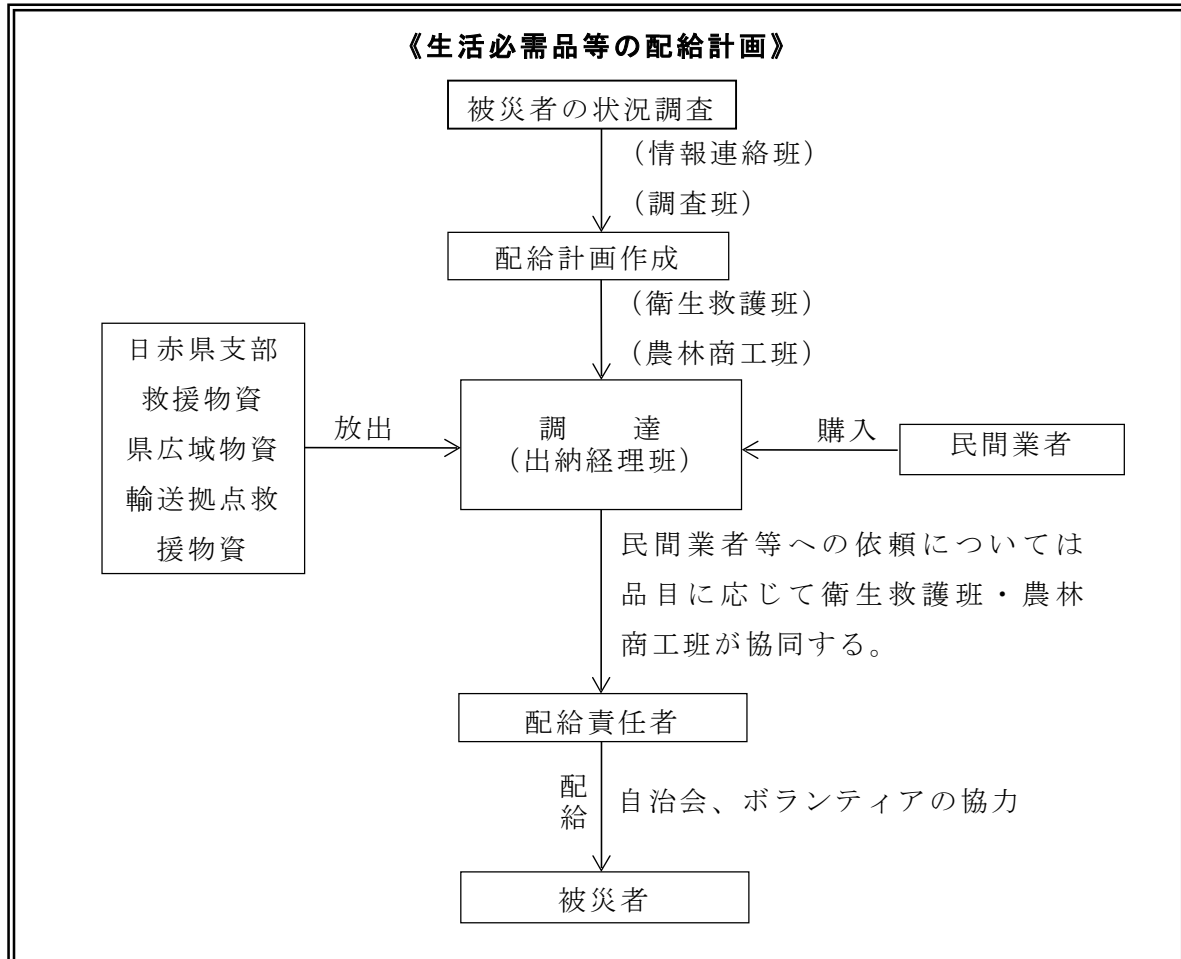 《生活必需品等の配給計画》
被災者の状況調査
（情報連絡班）
（調査班）
配給計画作成
（衛生救護班）
（農林商工班）
日赤県支部
救援物資
県広域物資
輸送拠点救
援物資
放出
調　　達
（出納経理班）
購入
民間業者
民間業者等への依頼については
品目に応じて衛生救護班・農林
商工班が協同する。
配給責任者
配給
自治会、ボランティアの協力
被災者